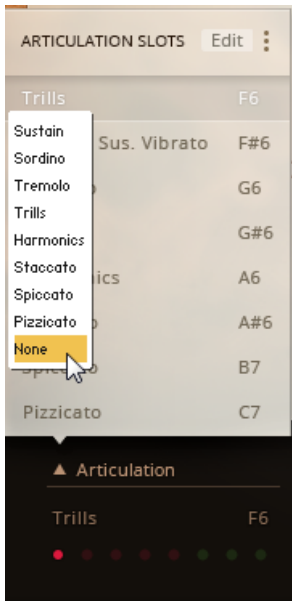 ARTICULATION SLOTS Edit
Trills F6
Sustain
Sus. Vibrato F#6
Sordino
Tremolo G6
Trills
G#6
Harmonics
Staccato
ics A6
Spiccato
Pizzicato A#6
None
B7
Pizzicato C7
Articulation
Trills F6